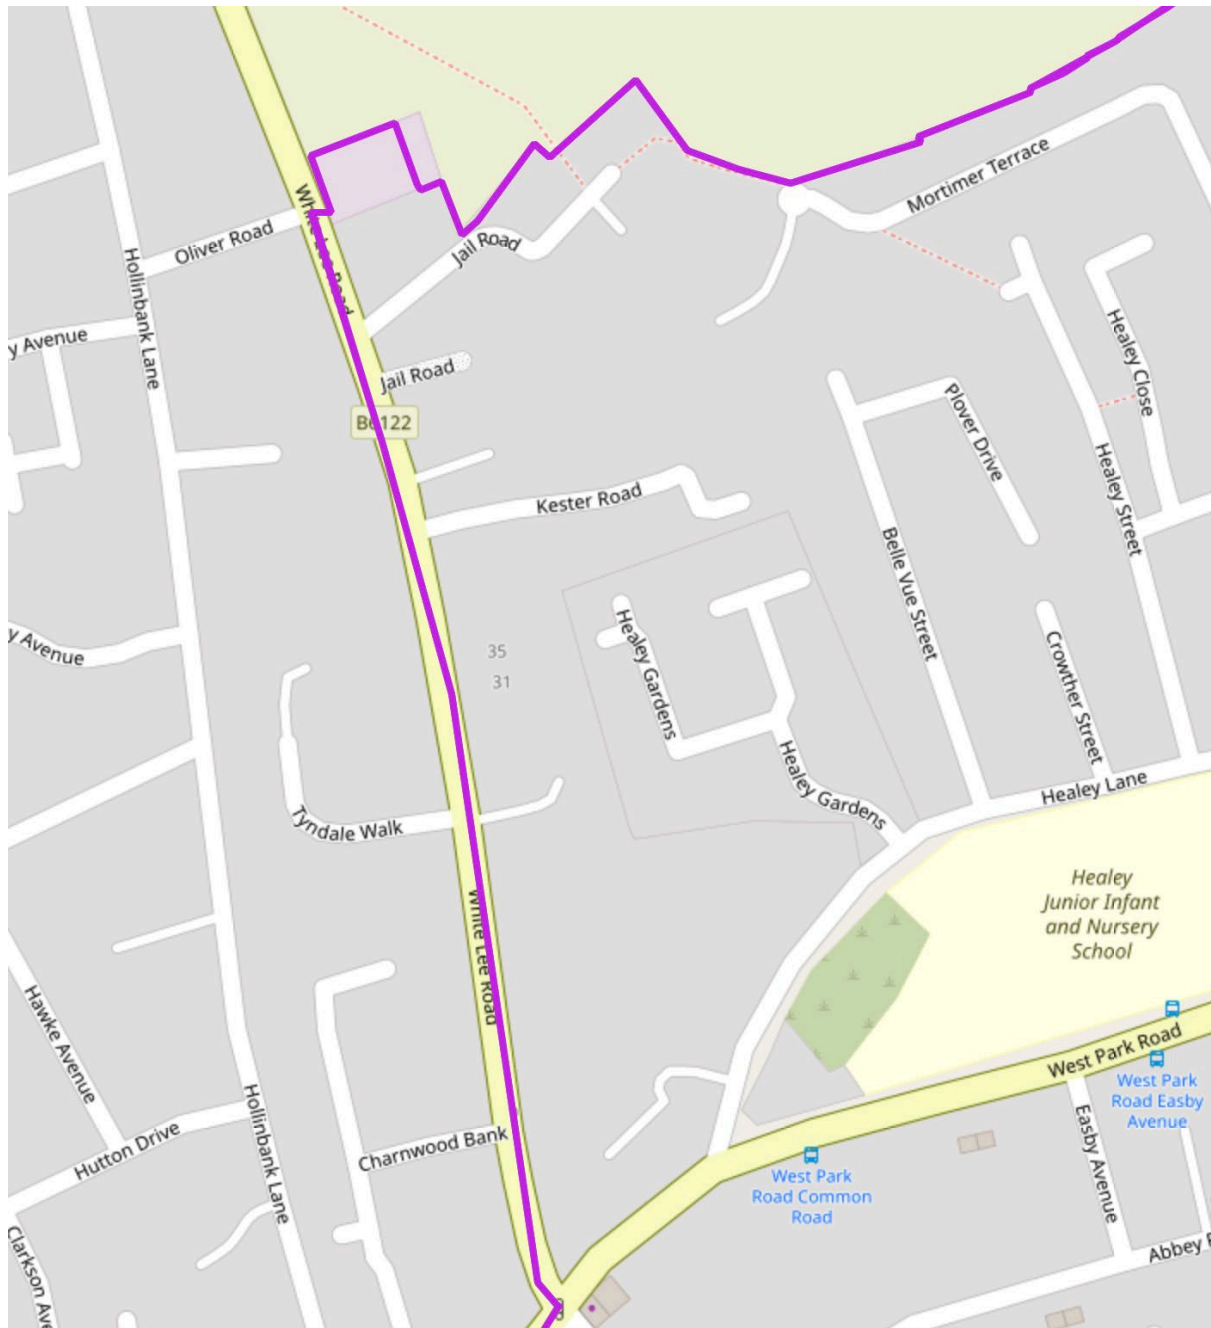 White Lee Road
Oliver Road
Jail Road
Mortimer Terrace
Hollinbank Lane
y Avenue
Jail Road
Healey Close
B6122
Plover Drive
Kester Road
Healey Street
Belle Vue Street
y Avenue
35
31
Healey Gardens
Crowther Street
Healey Gardens
Healey Lane
Tyndale Walk
Healey
Junior Infant
and Nursery
School
White Lee Road
Hawke Avenue
West Park Road
West Park
Road Easby
Avenue
Hollinbank Lane
Hutton Drive
Charnwood Bank
Easby Avenue
West Park
Road Common
Road
Clarkson Ave
Abbey R